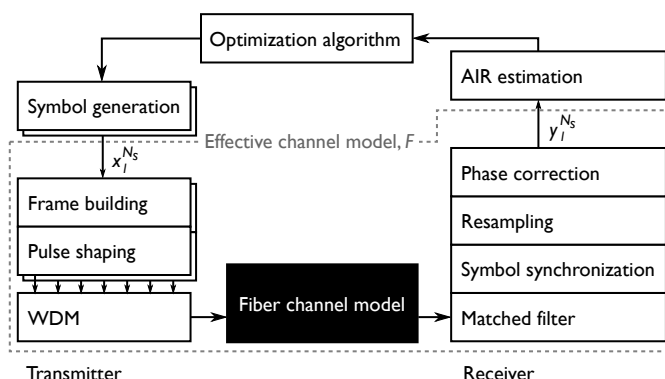 Optimization algorithm
AIR estimation
Symbol generation
Effective channel model, F
x_l^{N_s}
y_l^{N_s}
Frame building
Phase correction
Pulse shaping
Resampling
Symbol synchronization
WDM
Fiber channel model
Matched filter
Transmitter
Receiver